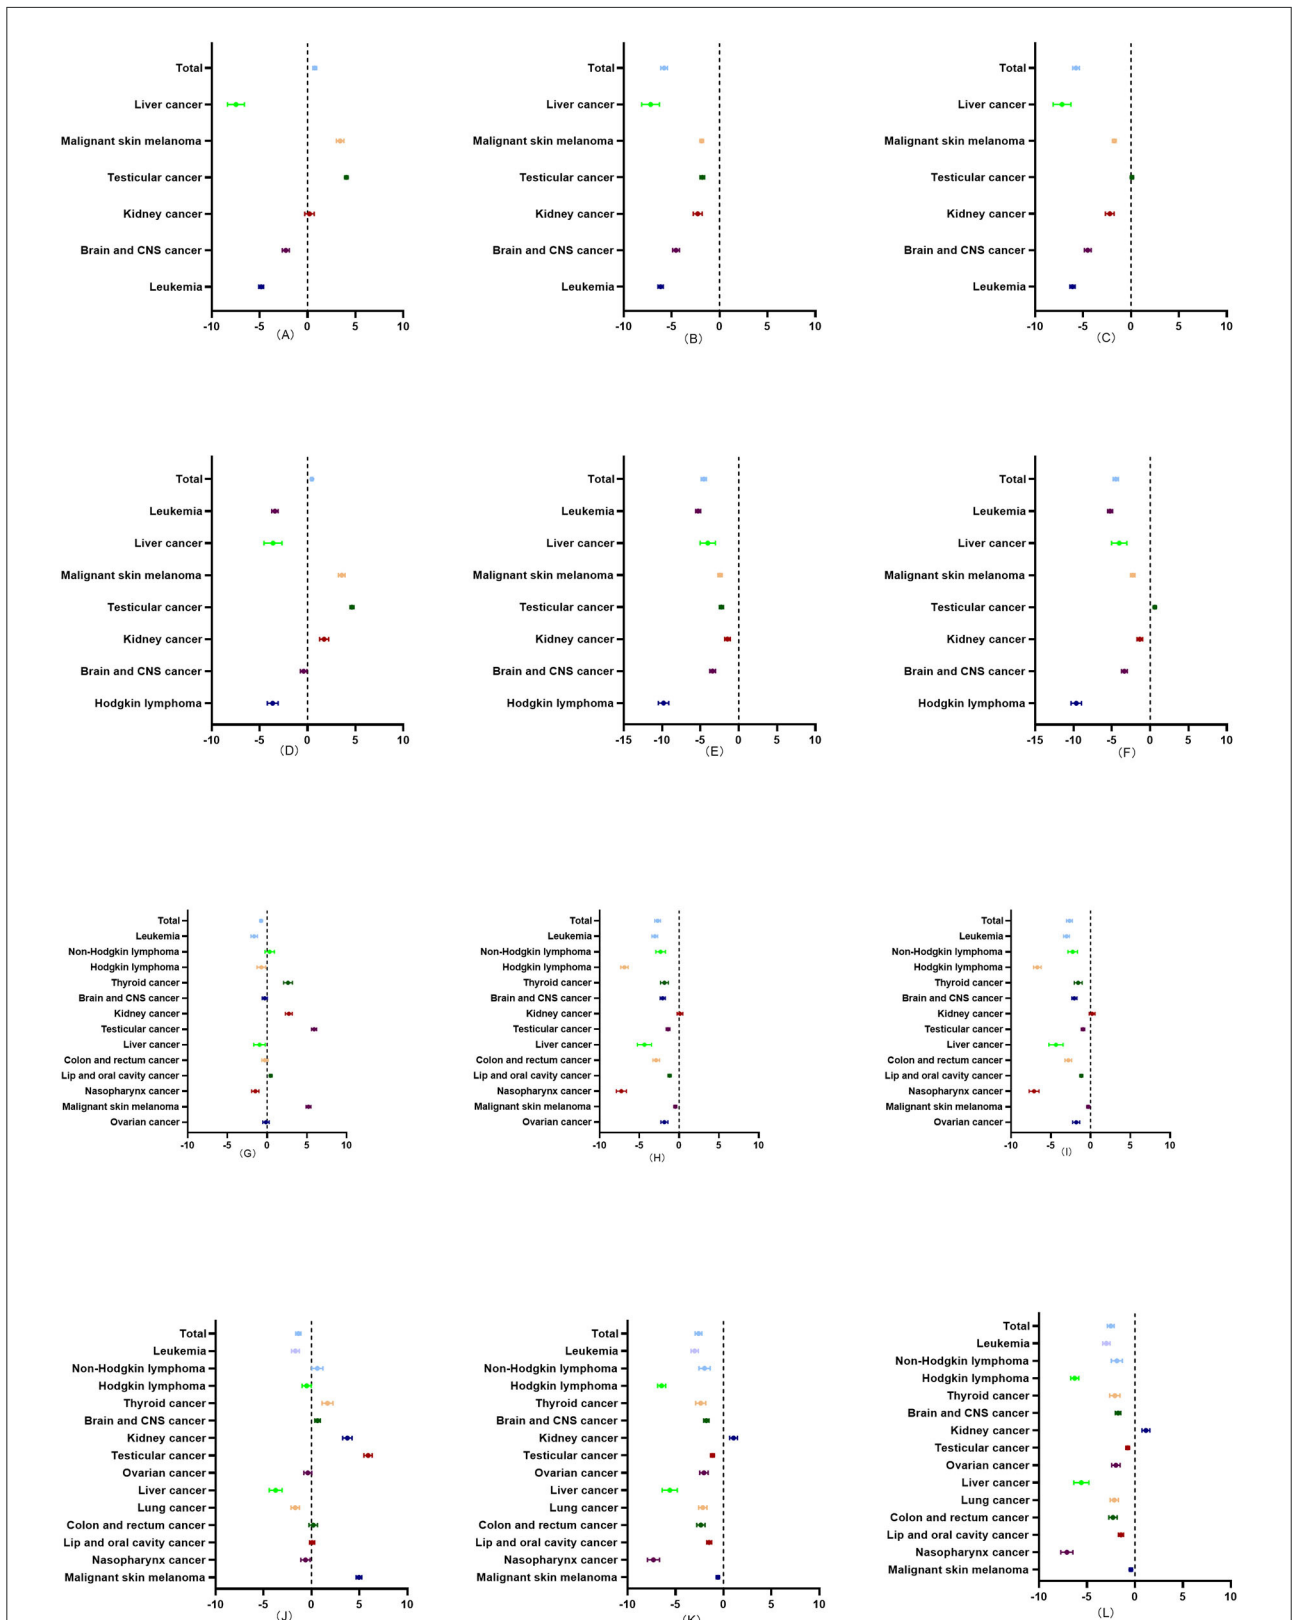 Total
Liver cancer
Malignant skin melanoma
Testicular cancer
Kidney cancer
Brain and CNS cancer
Leukemia
-10 -5 0 5 10
(A)
Total
Liver cancer
Malignant skin melanoma
Testicular cancer
Kidney cancer
Brain and CNS cancer
Leukemia
-10 -5 0 5 10
(B)
Total
Liver cancer
Malignant skin melanoma
Testicular cancer
Kidney cancer
Brain and CNS cancer
Leukemia
-10 -5 0 5 10
(C)
Total
Leukemia
Liver cancer
Malignant skin melanoma
Testicular cancer
Kidney cancer
Brain and CNS cancer
Hodgkin lymphoma
-10 -5 0 5 10
(D)
Total
Leukemia
Liver cancer
Malignant skin melanoma
Testicular cancer
Kidney cancer
Brain and CNS cancer
Hodgkin lymphoma
-15 -10 -5 0 5 10
(E)
Total
Leukemia
Liver cancer
Malignant skin melanoma
Testicular cancer
Kidney cancer
Brain and CNS cancer
Hodgkin lymphoma
-15 -10 -5 0 5 10
(F)
Total
Leukemia
Non-Hodgkin lymphoma
Hodgkin lymphoma
Thyroid cancer
Brain and CNS cancer
Kidney cancer
Testicular cancer
Liver cancer
Colon and rectum cancer
Lip and oral cavity cancer
Nasopharynx cancer
Malignant skin melanoma
Ovarian cancer
-10 -5 0 5 10
(G)
Total
Leukemia
Non-Hodgkin lymphoma
Hodgkin lymphoma
Thyroid cancer
Brain and CNS cancer
Kidney cancer
Testicular cancer
Liver cancer
Colon and rectum cancer
Lip and oral cavity cancer
Nasopharynx cancer
Malignant skin melanoma
Ovarian cancer
-10 -5 0 5 10
(H)
Total
Leukemia
Non-Hodgkin lymphoma
Hodgkin lymphoma
Thyroid cancer
Brain and CNS cancer
Kidney cancer
Testicular cancer
Liver cancer
Colon and rectum cancer
Lip and oral cavity cancer
Nasopharynx cancer
Malignant skin melanoma
Ovarian cancer
-10 -5 0 5 10
(I)
Total
Leukemia
Non-Hodgkin lymphoma
Hodgkin lymphoma
Thyroid cancer
Brain and CNS cancer
Kidney cancer
Testicular cancer
Ovarian cancer
Liver cancer
Lung cancer
Colon and rectum cancer
Lip and oral cavity cancer
Nasopharynx cancer
Malignant skin melanoma
-10 -5 0 5 10
(J)
Total
Leukemia
Non-Hodgkin lymphoma
Hodgkin lymphoma
Thyroid cancer
Brain and CNS cancer
Kidney cancer
Testicular cancer
Ovarian cancer
Liver cancer
Lung cancer
Colon and rectum cancer
Lip and oral cavity cancer
Nasopharynx cancer
Malignant skin melanoma
-10 -5 0 5 10
(K)
Total
Leukemia
Non-Hodgkin lymphoma
Hodgkin lymphoma
Thyroid cancer
Brain and CNS cancer
Kidney cancer
Testicular cancer
Ovarian cancer
Liver cancer
Lung cancer
Colon and rectum cancer
Lip and oral cavity cancer
Nasopharynx cancer
Malignant skin melanoma
-10 -5 0 5 10
(L)